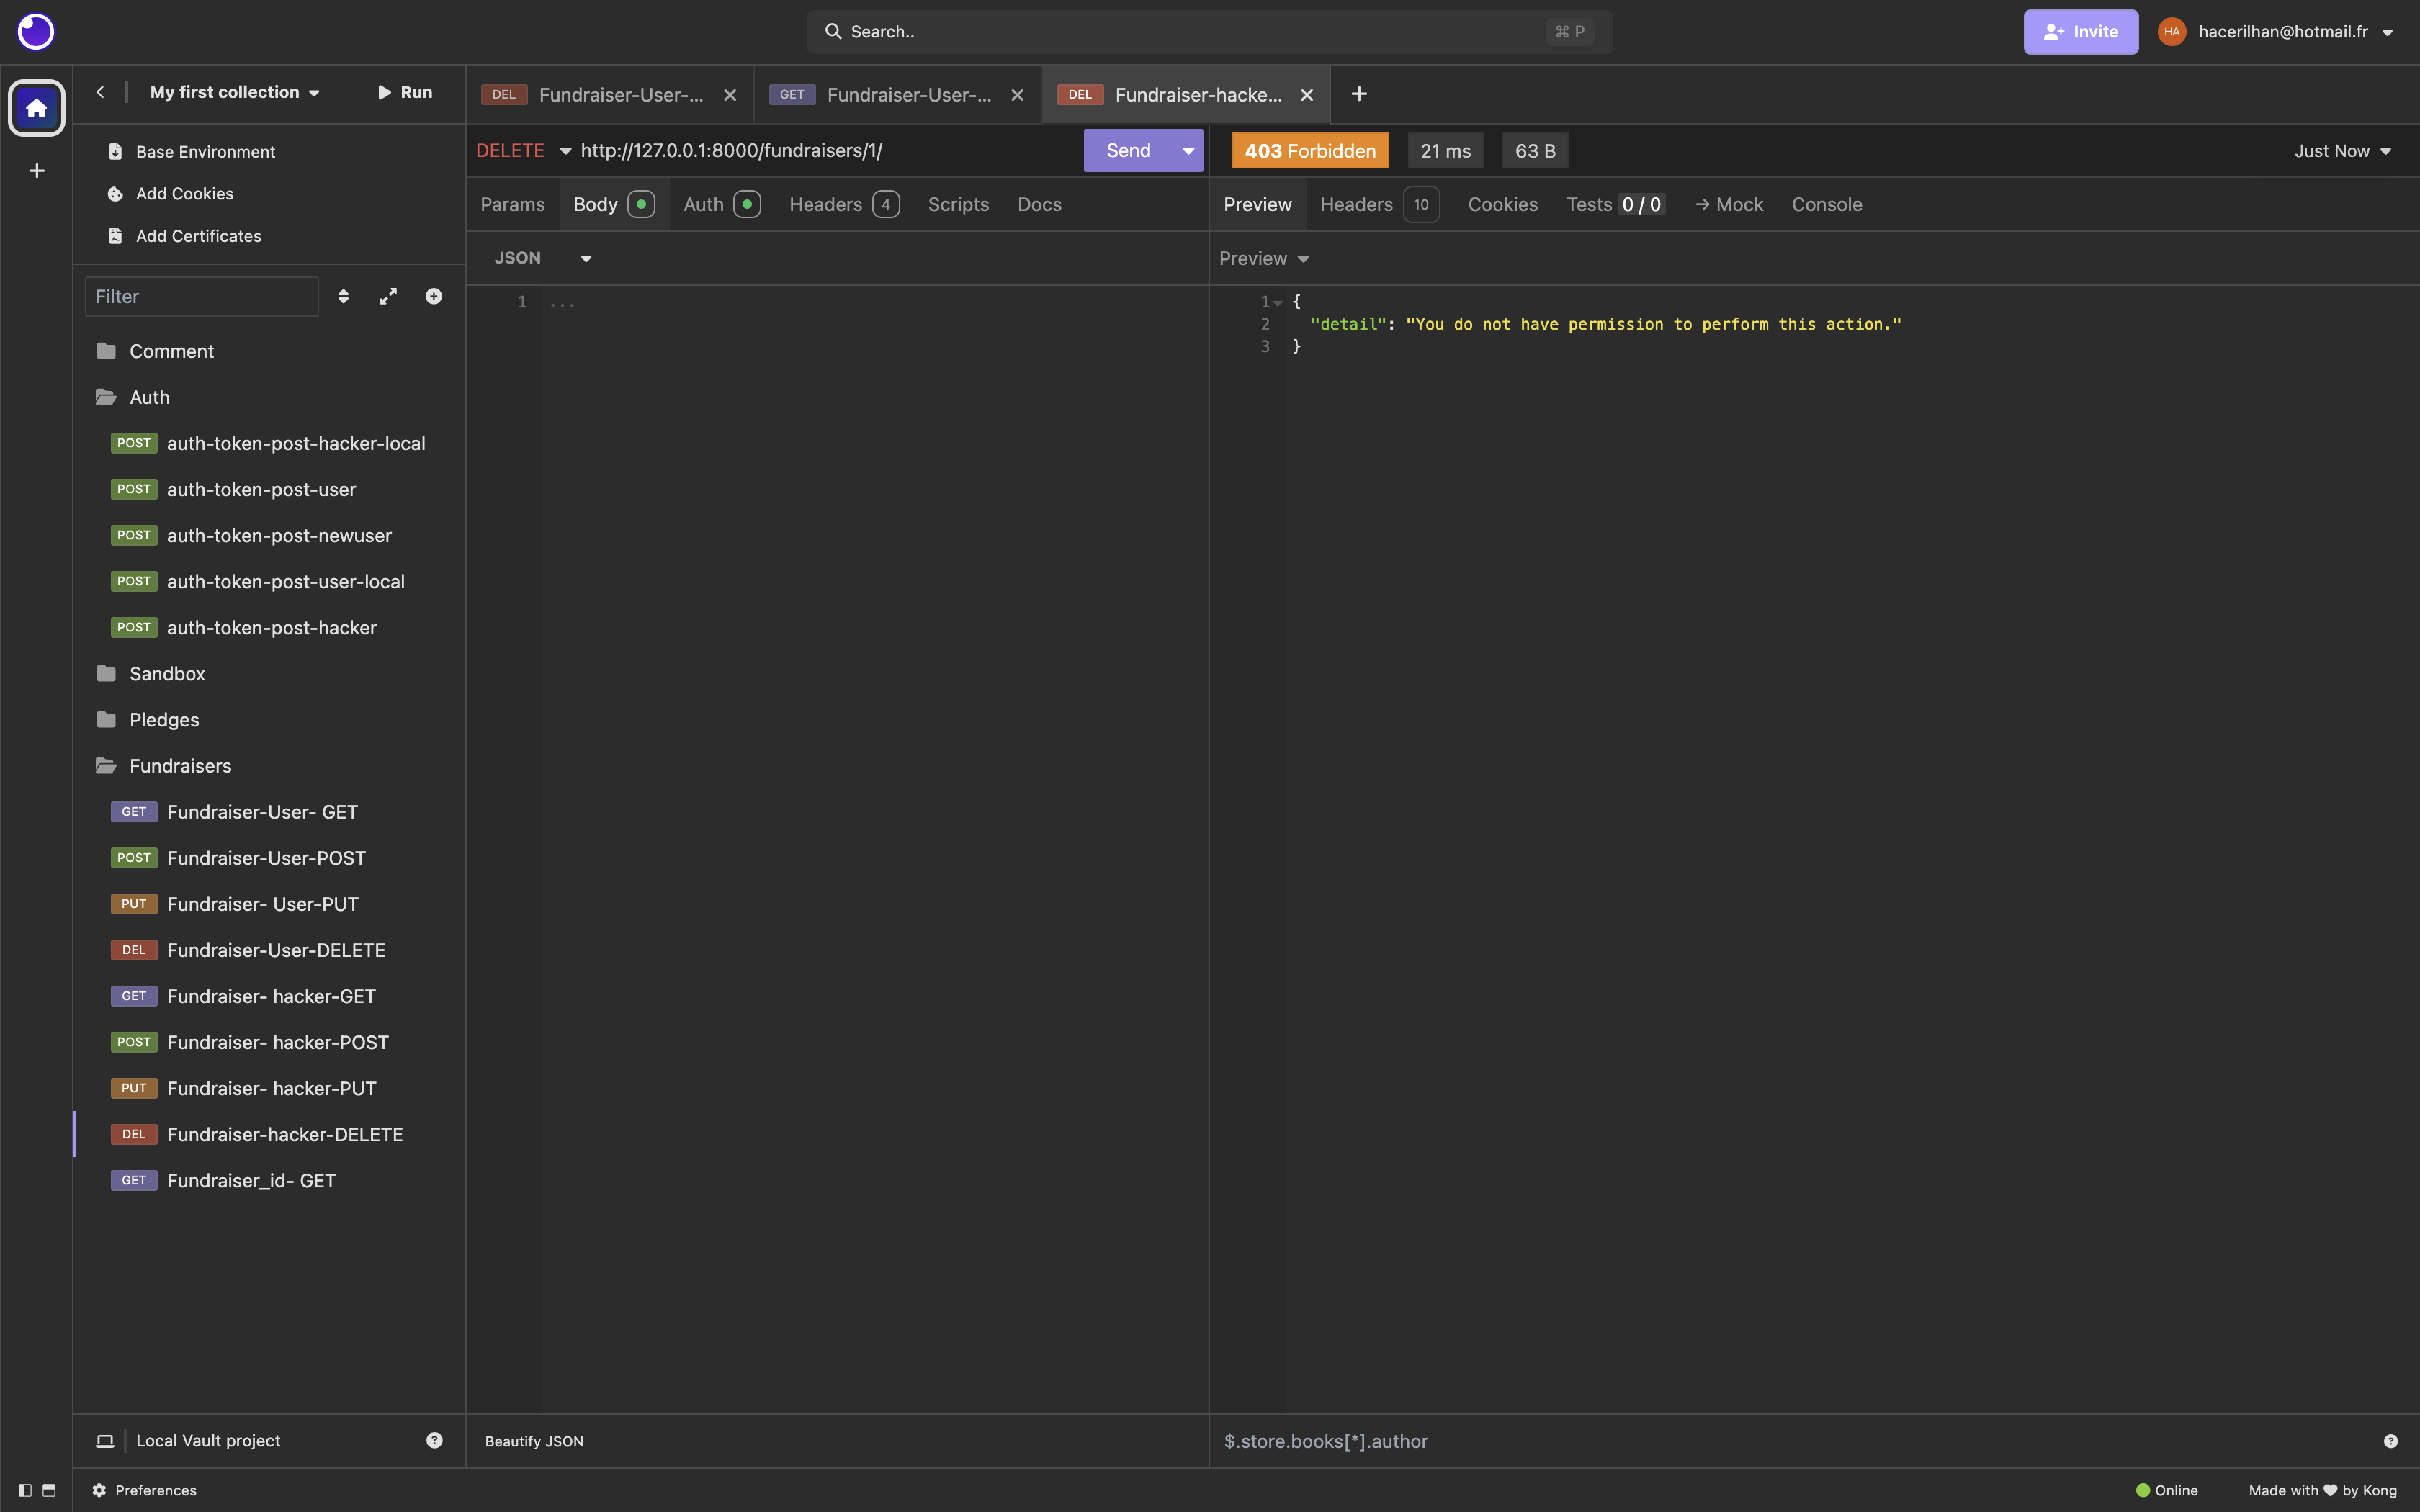 Search..
⌘ P
Invite
HA
hacerilhan@hotmail.fr
My first collection
Run
DEL Fundraiser-User-...
GET Fundraiser-User-...
DEL Fundraiser-hacke...
Base Environment
Add Cookies
Add Certificates
Filter
Comment
Auth
POST auth-token-post-hacker-local
POST auth-token-post-user
POST auth-token-post-newuser
POST auth-token-post-user-local
POST auth-token-post-hacker
Sandbox
Pledges
Fundraisers
GET Fundraiser-User- GET
POST Fundraiser-User-POST
PUT Fundraiser- User-PUT
DEL Fundraiser-User-DELETE
GET Fundraiser- hacker-GET
POST Fundraiser- hacker-POST
PUT Fundraiser- hacker-PUT
DEL Fundraiser-hacker-DELETE
GET Fundraiser_id- GET
DELETE http://127.0.0.1:8000/fundraisers/1/
Send
Params Body Auth Headers 4 Scripts Docs
JSON
1 ...
403 Forbidden 21 ms 63 B
Just Now
Preview Headers 10 Cookies Tests 0 / 0 → Mock Console
Preview
1 {
2 "detail": "You do not have permission to perform this action."
3 }
Local Vault project
Beautify JSON
$.store.books[*].author
Preferences
Online
Made with ♥ by Kong